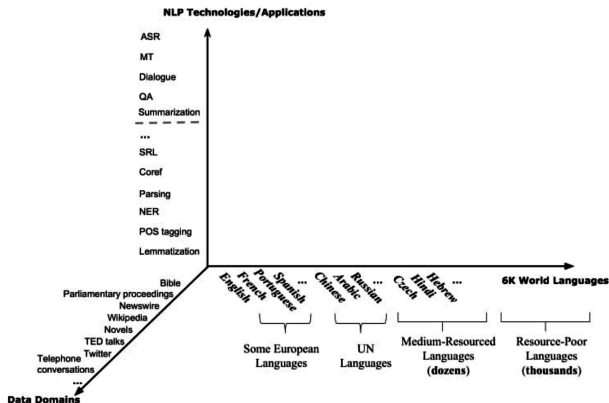 NLP Technologies/Applications
ASR
MT
Dialogue
QA
Summarization
...
SRL
Coref
Parsing
NER
POS tagging
Lemmatization
Bible
Parliamentary proceedings
Newswire
Wikipedia
Novels
TED talks
Twitter
Telephone
conversations
...
Data Domains
English
French
Portuguese
Spanish
...
Chinese
Arabic
Russian
...
Czech
Hindi
Hebrew
...
6K World Languages
Some European
Languages
UN
Languages
Medium-Resourced
Languages
(dozens)
Resource-Poor
Languages
(thousands)